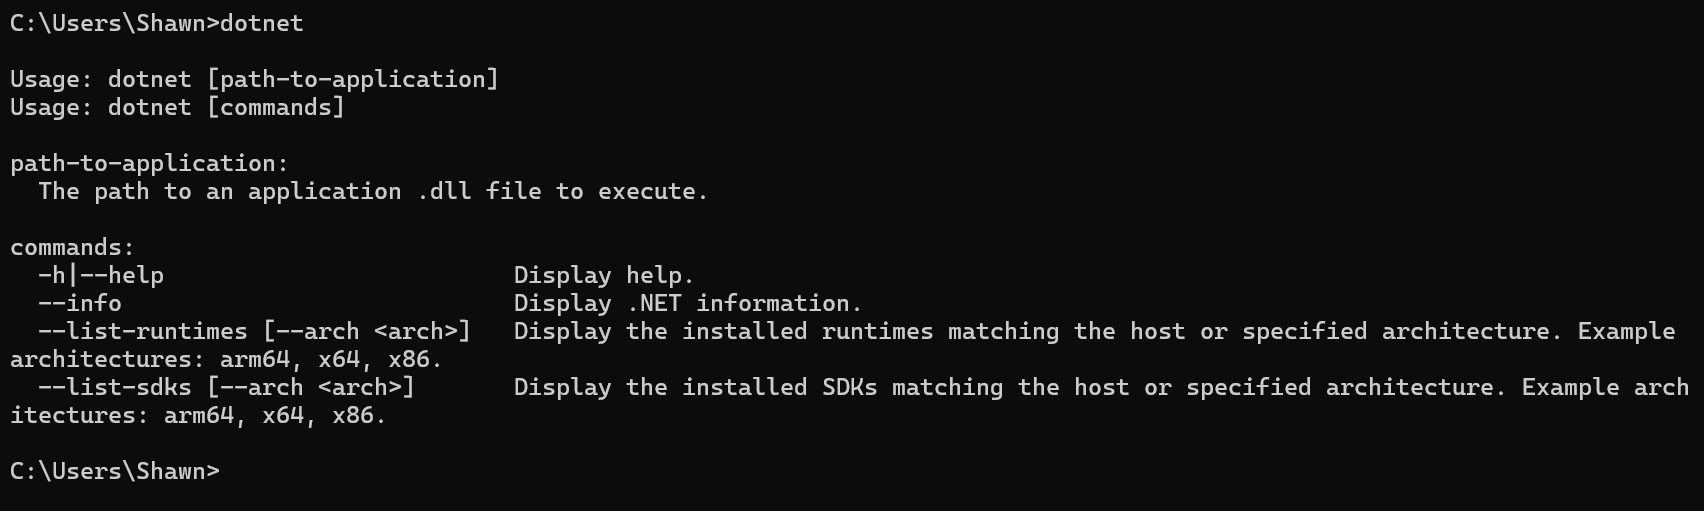 C:\Users\Shawn>dotnet

Usage: dotnet [path-to-application]
Usage: dotnet [commands]

path-to-application:
  The path to an application .dll file to execute.

commands:
  -h|--help                         Display help.
  --info                            Display .NET information.
  --list-runtimes [--arch <arch>]   Display the installed runtimes matching the host or specified architecture. Example
architectures: arm64, x64, x86.
  --list-sdks [--arch <arch>]       Display the installed SDKs matching the host or specified architecture. Example arch
itectures: arm64, x64, x86.

C:\Users\Shawn>